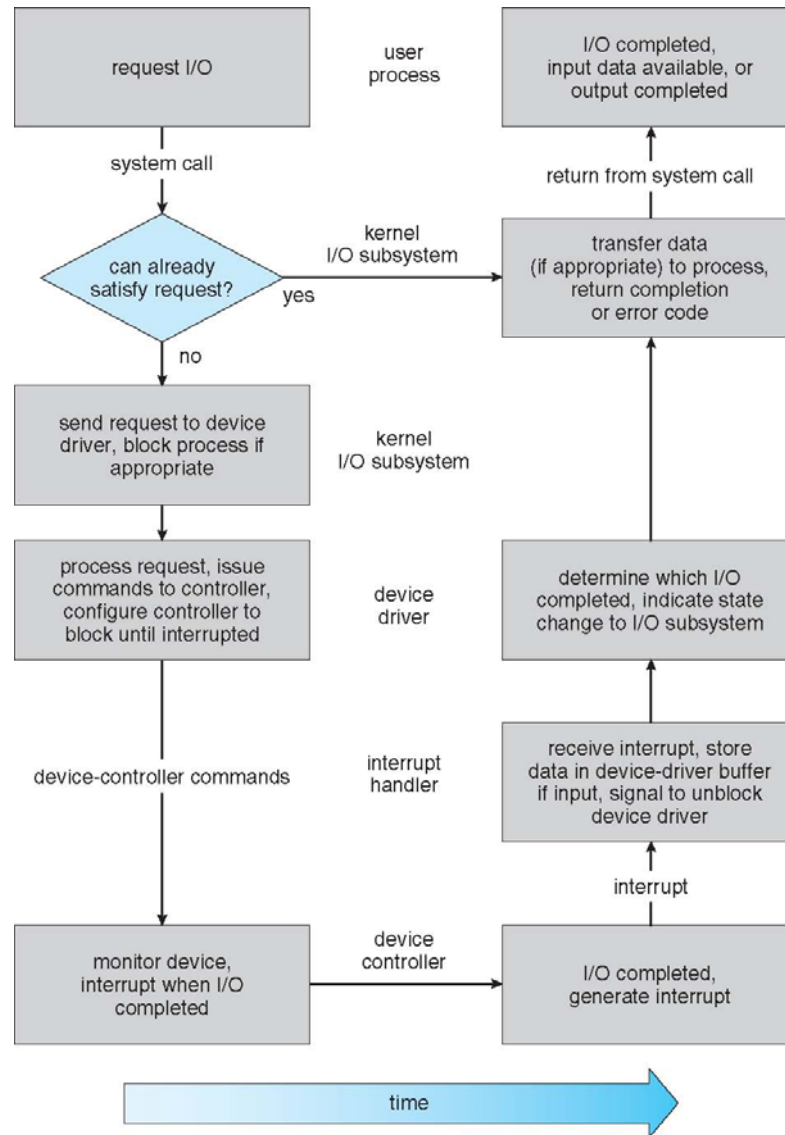 request I/O
user
process
I/O completed,
input data available, or
output completed
system call
return from system call
can already
satisfy request?
yes
kernel
I/O subsystem
transfer data
(if appropriate) to process,
return completion
or error code
no
send request to device
driver, block process if
appropriate
kernel
I/O subsystem
process request, issue
commands to controller,
configure controller to
block until interrupted
device
driver
determine which I/O
completed, indicate state
change to I/O subsystem
device-controller commands
interrupt
handler
receive interrupt, store
data in device-driver buffer
if input, signal to unblock
device driver
interrupt
monitor device,
interrupt when I/O
completed
device
controller
I/O completed,
generate interrupt
time